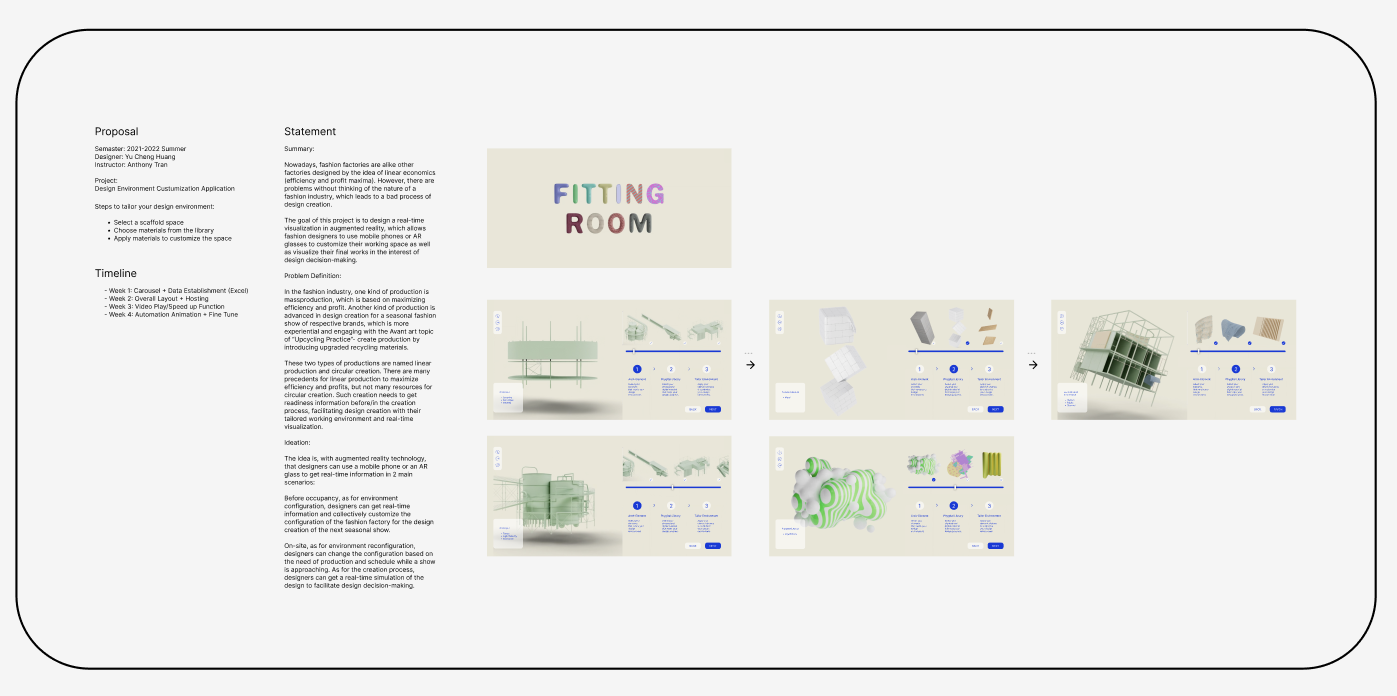 Proposal
Semaster: 2021-2022 Summer
Designer: Yu Cheng Huang
Instructor: Anthony Tran
Project:
Design Environment Custumization Application
Steps to tailor your design environment:
• Select a scaffold space
• Choose materials from the library
• Apply materials to customize the space
Timeline
- Week 1: Carousel + Data Establishment (Excel)
- Week 2: Overall Layout + Hosting
- Week 3: Video Play/Speed up Function
- Week 4: Automation Animation + Fine Tune
Statement
Summary:
Nowadays, fashion factories are alike other
factories designed by the idea of linear economics
(efficiency and profit maxima). However, there are
problems without thinking of the nature of a
fashion industry, which leads to a bad process of
design creation.
The goal of this project is to design a real-time
visualization in augmented reality, which allows
fashion designers to use mobile phones or AR
glasses to customize their working space as well
as visualize their final works in the interest of
design decision-making.
Problem Definition:
In the fashion industry, one kind of production is
massproduction, which is based on maximizing
efficiency and profit. Another kind of production is
advanced in design creation for a seasonal fashion
show of respective brands, which is more
experiential and engaging with the Avant art topic
of "Upcycling Practice"- create production by
introducing upgraded recycling materials.
These two types of productions are named linear
production and circular creation. There are many
precedents for linear production to maximize
efficiency and profits, but not many resources for
circular creation. Such creation needs to get
readiness information before/in the creation
process, facilitating design creation with their
tailored working environment and real-time
visualization.
Ideation:
The idea is, with augmented reality technology,
that designers can use a mobile phone or an AR
glass to get real-time information in 2 main
scenarios:
Before occupancy, as for environment
configuration, designers can get real-time
information and collectively customize the
configuration of the fashion factory for the design
creation of the next seasonal show.
On-site, as for environment reconfiguration,
designers can change the configuration based on
the need of production and schedule while a show
is approaching. As for the creation process,
designers can get a real-time simulation of the
design to facilitate design decision-making.
FITTING
ROOM
1 2 3
1 2 3
1 2 3
1 2 3
1 2 3